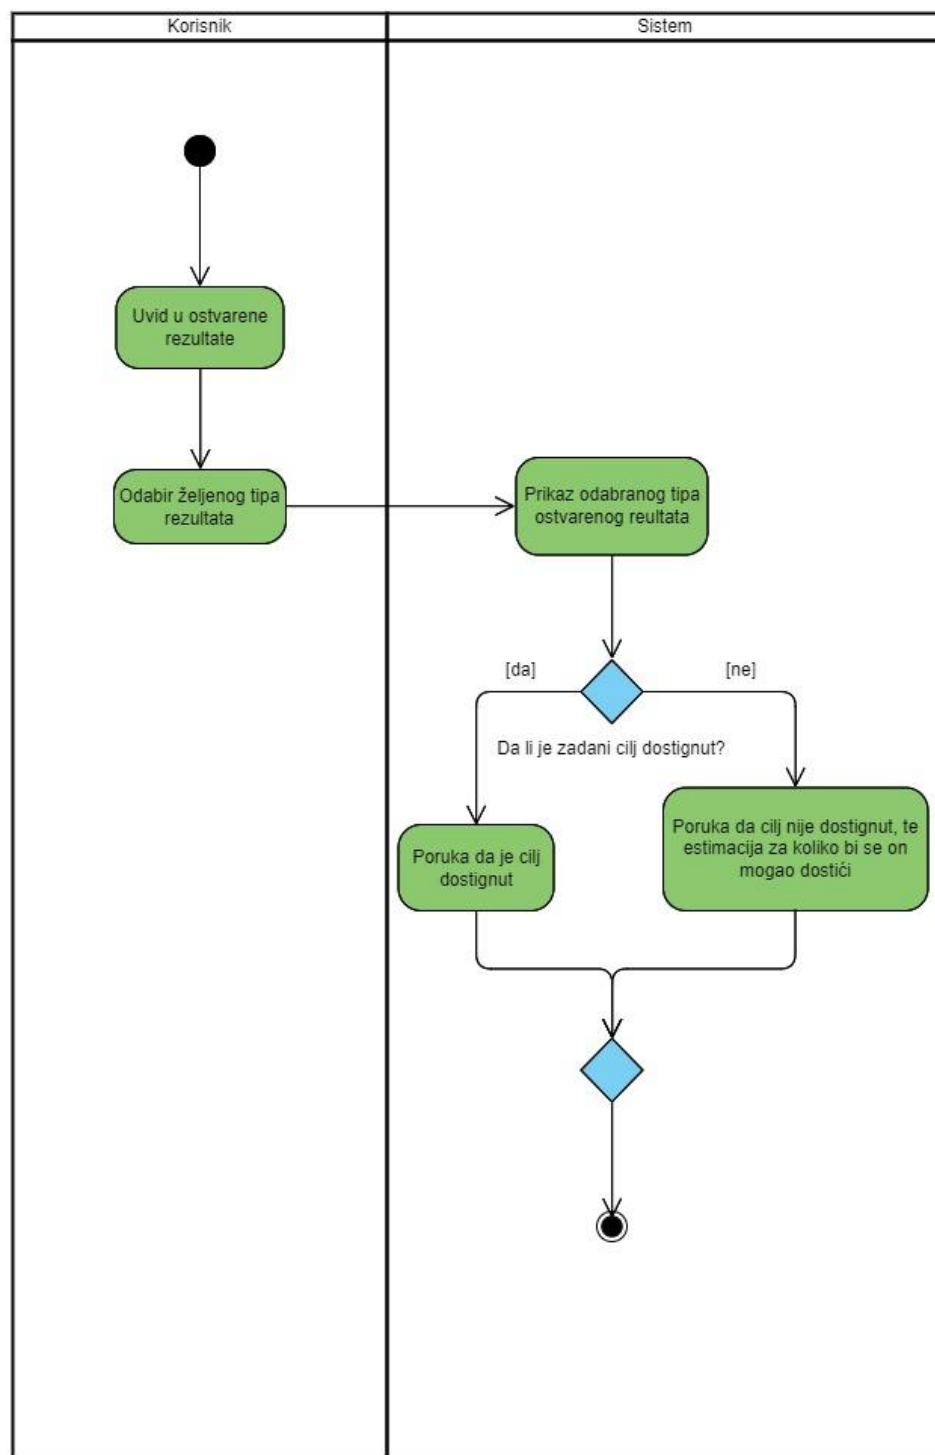 Korisnik
Sistem
Uvid u ostvarene
rezultate
Odabir željenog tipa
rezultata
Prikaz odabranog tipa
ostvarenog reultata
[da]
[ne]
Da li je zadani cilj dostignut?
Poruka da je cilj
dostignut
Poruka da cilj nije dostignut, te
estimacija za koliko bi se on
mogao dostići